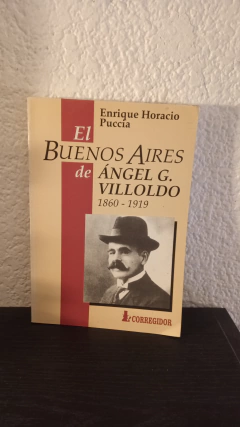 Enrique Horacio
Puccia
El
BUENOS AIRES
de ÁNGEL G.
VILLOLDO
1860 - 1919
CORREGIDOR